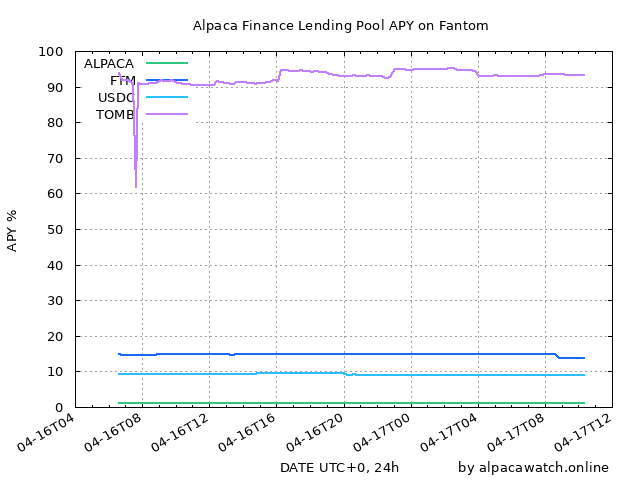 Alpaca Finance Lending Pool APY on Fantom
APY %
100
90
80
70
60
50
40
30
20
10
0
ALPACA
FTM
USDC
TOMB
04-16T04
04-16T08
04-16T12
04-16T16
04-16T20
04-17T00
04-17T04
04-17T08
04-17T12
DATE UTC+0, 24h
by alpacawatch.online